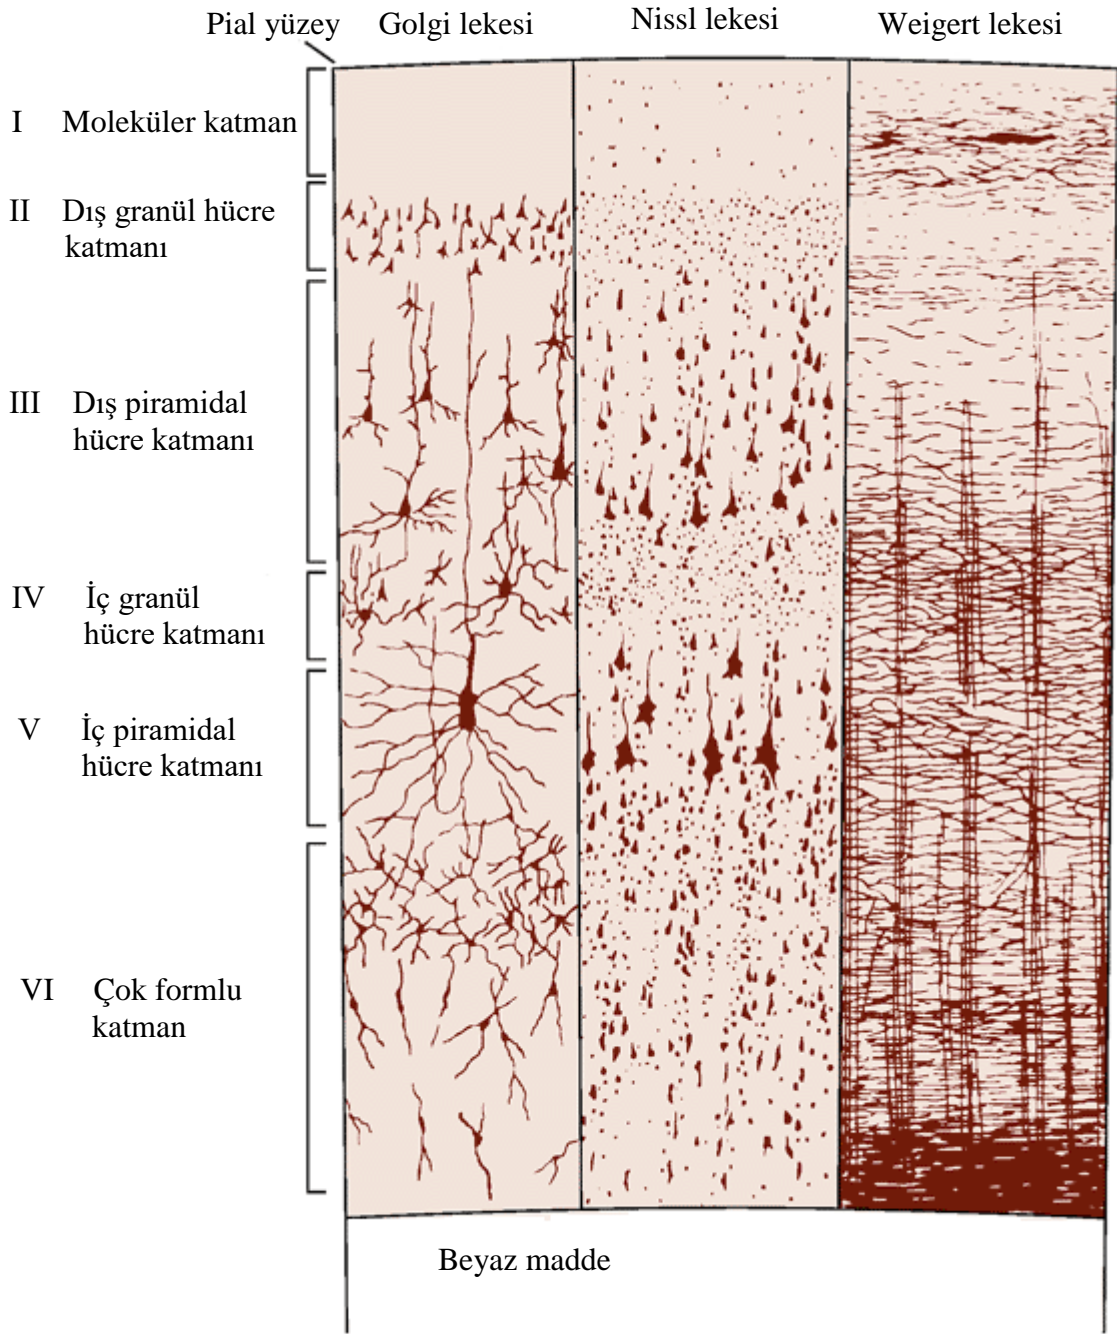 Pial yüzey Golgi lekesi Nissl lekesi Weigert lekesi
I Moleküler katman
II Dış granül hücre
katmanı
III Dış piramidal
hücre katmanı
IV İç granül
hücre katmanı
V İç piramidal
hücre katmanı
VI Çok formlu
katman
Beyaz madde